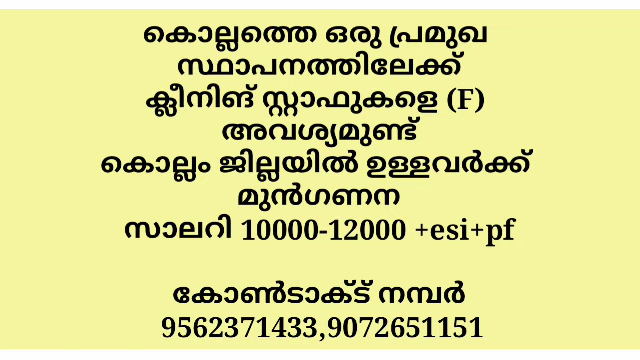 കൊല്ലത്തെ ഒരു പ്രമുഖ
സ്ഥാപനത്തിലേക്ക്
ക്ലീനിങ് സ്റ്റാഫുകളെ (F)
അവശ്യമുണ്ട്
കൊല്ലം ജില്ലയിൽ ഉള്ളവർക്ക്
മുൻഗണന
സാലറി 10000-12000 +esi+pf
കോൺടാക്ട് നമ്പർ
9562371433,9072651151